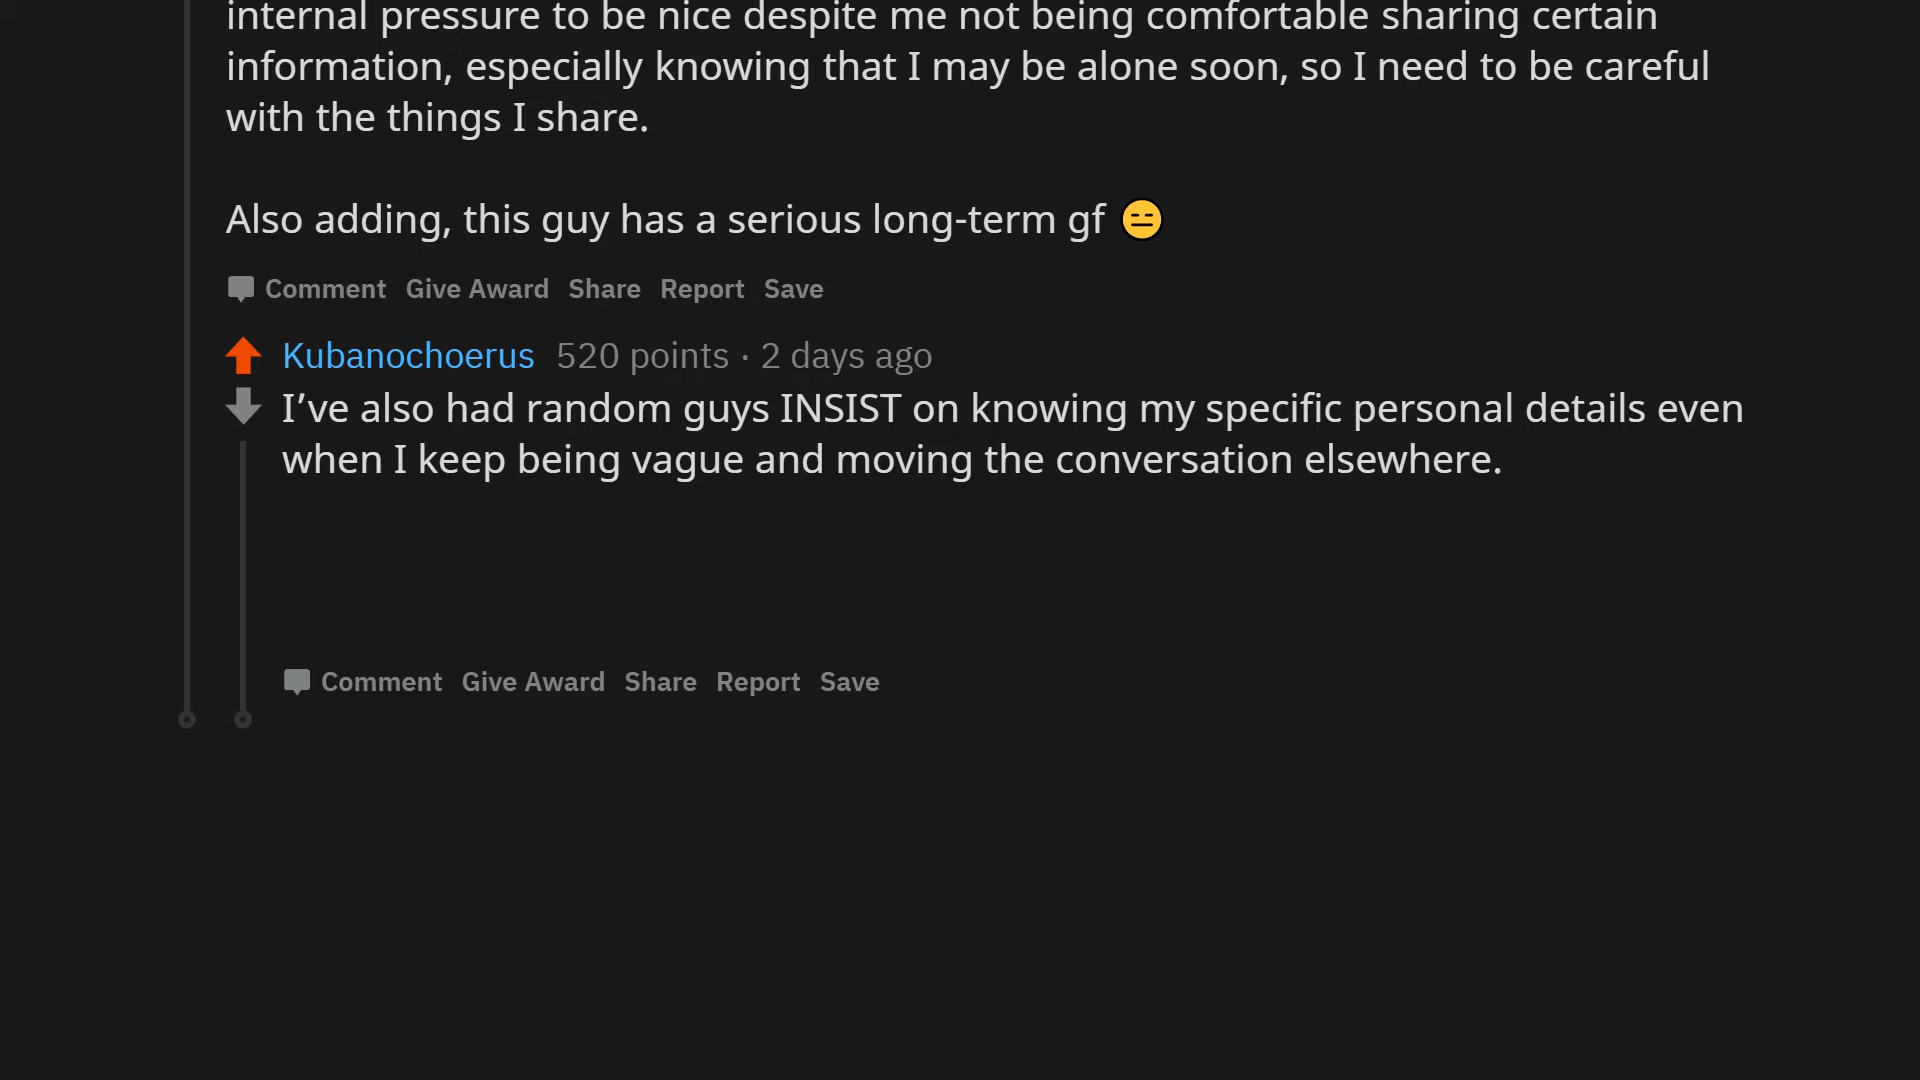 internal pressure to be nice despite me not being comfortable sharing certain
information, especially knowing that I may be alone soon, so I need to be careful
with the things I share.
Also adding, this guy has a serious long-term gf 😑
Comment Give Award Share Report Save
Kubanochoerus 520 points · 2 days ago
I’ve also had random guys INSIST on knowing my specific personal details even
when I keep being vague and moving the conversation elsewhere.
Comment Give Award Share Report Save